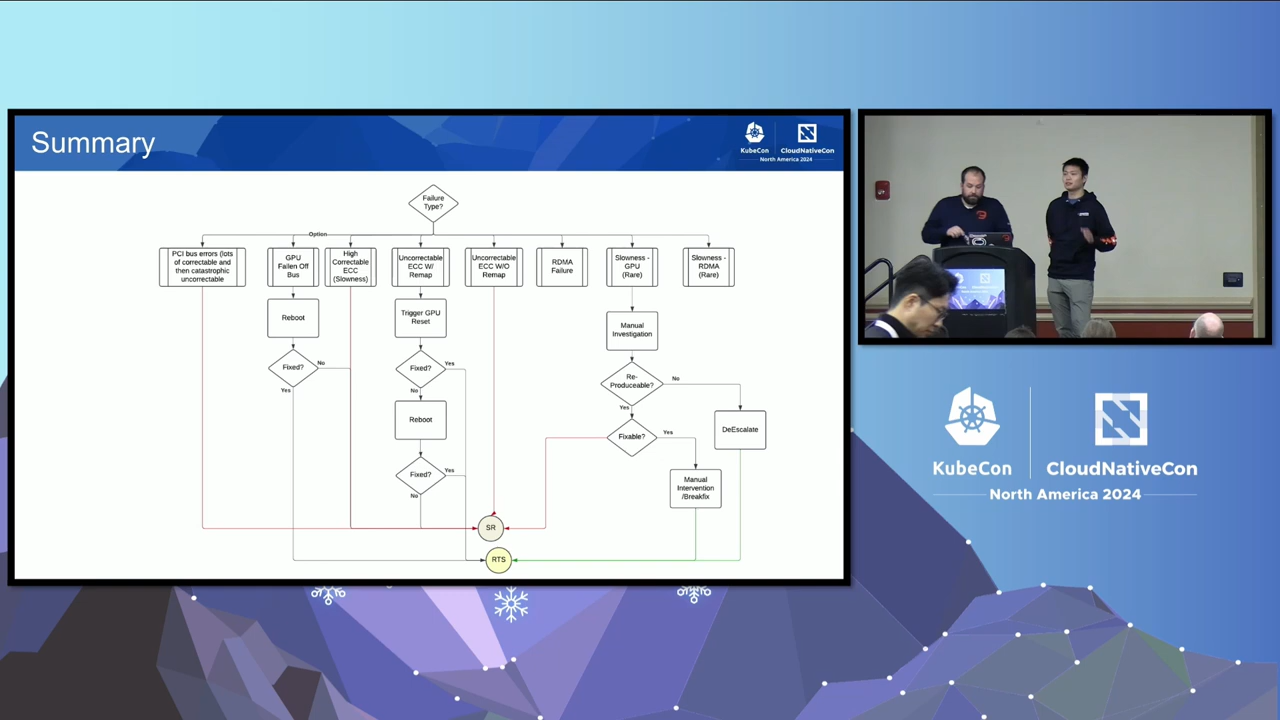 Summary
KubeCon
CloudNativeCon
North America 2024
Failure
Type?
Option
PCI bus errors (lots
of correctable and
then catastrophic
uncorrectable
GPU
Fallen Off
Bus
High
Correctable
ECC
(Slowness)
Uncorrectable
ECC W/
Remap
Uncorrectable
ECC W/O
Remap
RDMA
Failure
Slowness -
GPU
(Rare)
Slowness -
RDMA
(Rare)
Reboot
Trigger GPU
Reset
Manual
Investigation
Fixed?
No
Yes
Fixed?
Yes
No
Re-
Produceable?
No
Yes
Reboot
DeEscalate
Fixable?
Yes
Fixed?
Yes
No
Manual
Intervention
/Breakfix
SR
RTS
KubeCon
CloudNativeCon
North America 2024